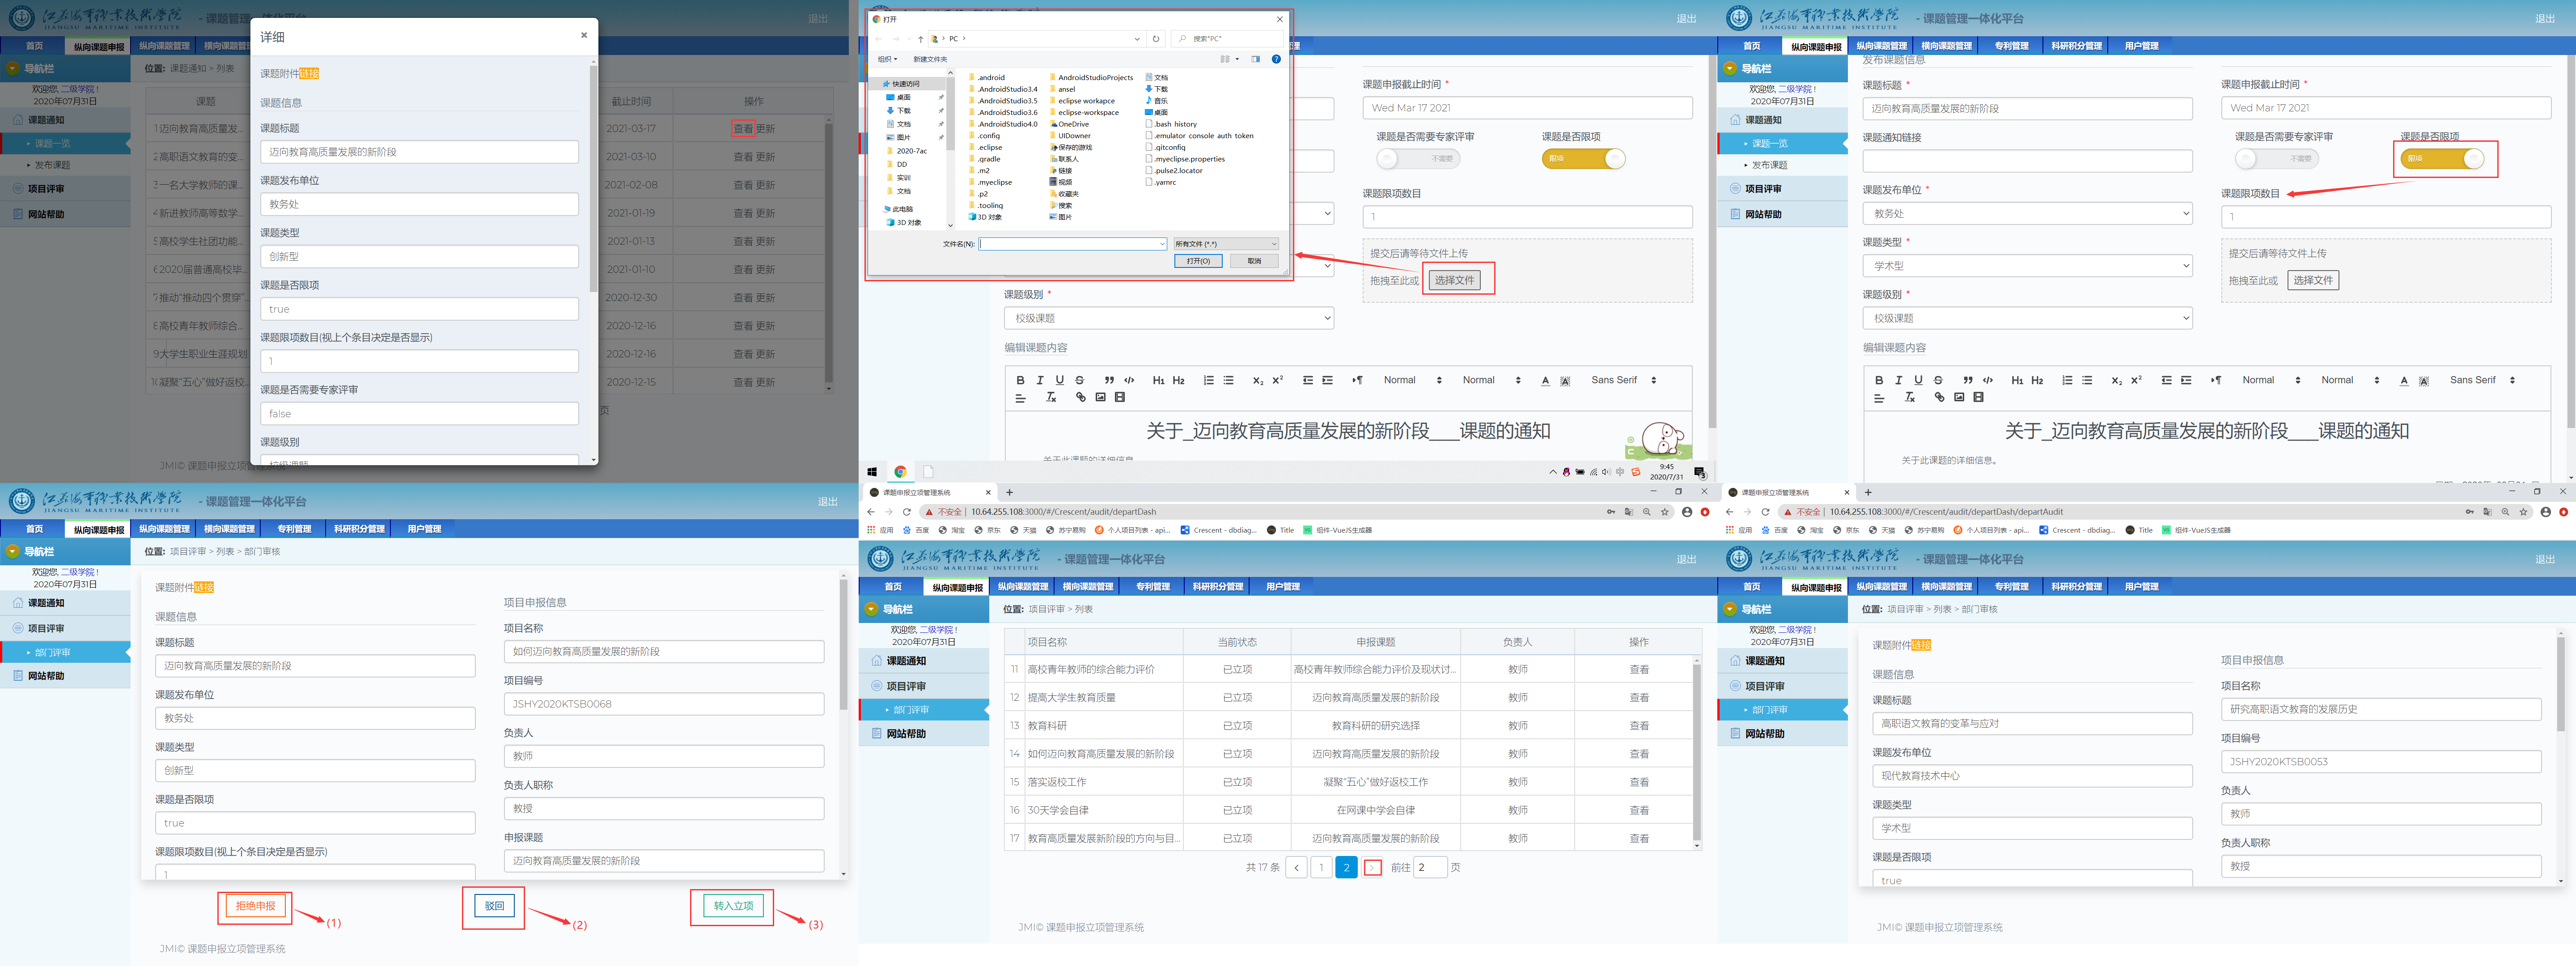 江苏海事职业技术学院
JIANGSU MARITIME INSTITUTE
退出
首页 纵向课题申报 纵向课题管理
导航栏
位置: 课题通知 > 列表
欢迎您, 二级学院 !
2020年07月31日
课题通知
课题一览
发布课题
项目评审
网站帮助
课题 截止时间 操作
1 迈向教育高质量发... 2021-03-17 查看 更新
2 高职语文教育的变... 2021-03-10 查看 更新
3 一名大学教师的课... 2021-02-08 查看 更新
4 新进教师高等数学... 2021-01-19 查看 更新
5 高校学生社团功能... 2021-01-13 查看 更新
6 2020届普通高校毕... 2021-01-10 查看 更新
7 推动“推动四个贯穿” 2020-12-30 查看 更新
8 高校青年教师综合... 2020-12-16 查看 更新
9 大学生职业生涯规划 2020-12-16 查看 更新
10 凝聚“五心”做好返校... 2020-12-15 查看 更新
页
详细
×
课题附件链接
课题信息
课题标题
迈向教育高质量发展的新阶段
课题发布单位
教务处
课题类型
创新型
课题是否限项
true
课题限项数目(视上个条目决定是否显示)
1
课题是否需要专家评审
false
课题级别
校级课题
打开
PC
搜索"PC"
组织 新建文件夹
快速访问
桌面
下载
文档
图片
2020-7ac
DD
实训
文档
此电脑
3D 对象
.android
.AndroidStudio3.4
.AndroidStudio3.5
.AndroidStudio3.6
.AndroidStudio4.0
.config
.eclipse
.gradle
.m2
.myeclipse
.p2
.tooling
3D 对象
AndroidStudioProjects
ansel
eclipse workapce
eclipse-workspace
OneDrive
UIDowner
保存的游戏
联系人
链接
视频
收藏夹
搜索
图片
文档
下载
音乐
桌面
.bash history
.emulator console auth token
.gitconfig
.myeclipse.properties
.pulse2.locator
.yarnrc
文件名(N):
所有文件 (*.*)
打开(O) 取消
退出
课题申报截止时间 *
Wed Mar 17 2021
课题是否需要专家评审 课题是否限项
不需要 限项
课题限项数目
1
提交后请等待文件上传
拖拽至此或 选择文件
课题级别 *
校级课题
编辑课题内容
B I U S H1 H2 X2 X2 Normal Normal A A Sans Serif
关于_迈向教育高质量发展的新阶段___课题的通知
关于此课题的详细信息
9:45
2020/7/31
江苏海事职业技术学院 - 课题管理一体化平台
JIANGSU MARITIME INSTITUTE
退出
首页 纵向课题申报 纵向课题管理 横向课题管理 专利管理 科研积分管理 用户管理
导航栏
欢迎您, 二级学院 !
2020年07月31日
课题通知
课题一览
发布课题
项目评审
网站帮助
发布课题信息
课题标题 *
迈向教育高质量发展的新阶段
课题通知链接
课题发布单位 *
教务处
课题类型 *
学术型
课题级别 *
校级课题
课题申报截止时间 *
Wed Mar 17 2021
课题是否需要专家评审 课题是否限项
不需要 限项
课题限项数目
1
提交后请等待文件上传
拖拽至此或 选择文件
编辑课题内容
B I U S H1 H2 X2 X2 Normal Normal A A Sans Serif
关于_迈向教育高质量发展的新阶段___课题的通知
关于此课题的详细信息。
江苏海事职业技术学院 - 课题管理一体化平台
JIANGSU MARITIME INSTITUTE
退出
首页 纵向课题申报 纵向课题管理 横向课题管理 专利管理 科研积分管理 用户管理
导航栏
位置: 项目评审 > 列表 > 部门审核
欢迎您, 二级学院 !
2020年07月31日
课题通知
项目评审
部门评审
网站帮助
课题附件链接
课题信息
课题标题
迈向教育高质量发展的新阶段
课题发布单位
教务处
课题类型
创新型
课题是否限项
true
课题限项数目(视上个条目决定是否显示)
1
项目申报信息
项目名称
如何迈向教育高质量发展的新阶段
项目编号
JSHY2020KTSB0068
负责人
教师
负责人职称
教授
申报课题
迈向教育高质量发展的新阶段
拒绝申报 (1) 驳回 (2) 转入立项 (3)
JMI© 课题申报立项管理系统
课题申报立项管理系统
不安全 | 10.64.255.108:3000/#/Crescent/audit/departDash
应用 百度 淘宝 京东 天猫 苏宁易购 个人项目列表 - api... Crescent - dbdiag... Title 组件-VueJS生成器
江苏海事职业技术学院 - 课题管理一体化平台
JIANGSU MARITIME INSTITUTE
退出
首页 纵向课题申报 纵向课题管理 横向课题管理 专利管理 科研积分管理 用户管理
导航栏
位置: 项目评审 > 列表
欢迎您, 二级学院 !
2020年07月31日
课题通知
项目评审
部门评审
网站帮助
项目名称 当前状态 申报课题 负责人 操作
11 高校青年教师的综合能力评价 已立项 高校青年教师综合能力评价及现状讨... 教师 查看
12 提高大学生教育质量 已立项 迈向教育高质量发展的新阶段 教师 查看
13 教育科研 已立项 教育科研的研究选择 教师 查看
14 如何迈向教育高质量发展的新阶段 已立项 迈向教育高质量发展的新阶段 教师 查看
15 落实返校工作 已立项 凝聚“五心”做好返校工作 教师 查看
16 30天学会自律 已立项 在网课中学会自律 教师 查看
17 教育高质量发展新阶段的方向与目... 已立项 迈向教育高质量发展的新阶段 教师 查看
共 17 条 < 1 2 > 前往 2 页
JMI© 课题申报立项管理系统
课题申报立项管理系统
不安全 | 10.64.255.108:3000/#/Crescent/audit/departDash/departAudit
应用 百度 淘宝 京东 天猫 苏宁易购 个人项目列表 - api... Crescent - dbdiag... Title 组件-VueJS生成器
江苏海事职业技术学院 - 课题管理一体化平台
JIANGSU MARITIME INSTITUTE
退出
首页 纵向课题申报 纵向课题管理 横向课题管理 专利管理 科研积分管理 用户管理
导航栏
位置: 项目评审 > 列表 > 部门审核
欢迎您, 二级学院 !
2020年07月31日
课题通知
项目评审
部门评审
网站帮助
课题附件链接
课题信息
课题标题
高职语文教育的变革与应对
课题发布单位
现代教育技术中心
课题类型
学术型
课题是否限项
true
项目申报信息
项目名称
研究高职语文教育的发展历史
项目编号
JSHY2020KTSB0053
负责人
教师
负责人职称
教授
JMI© 课题申报立项管理系统